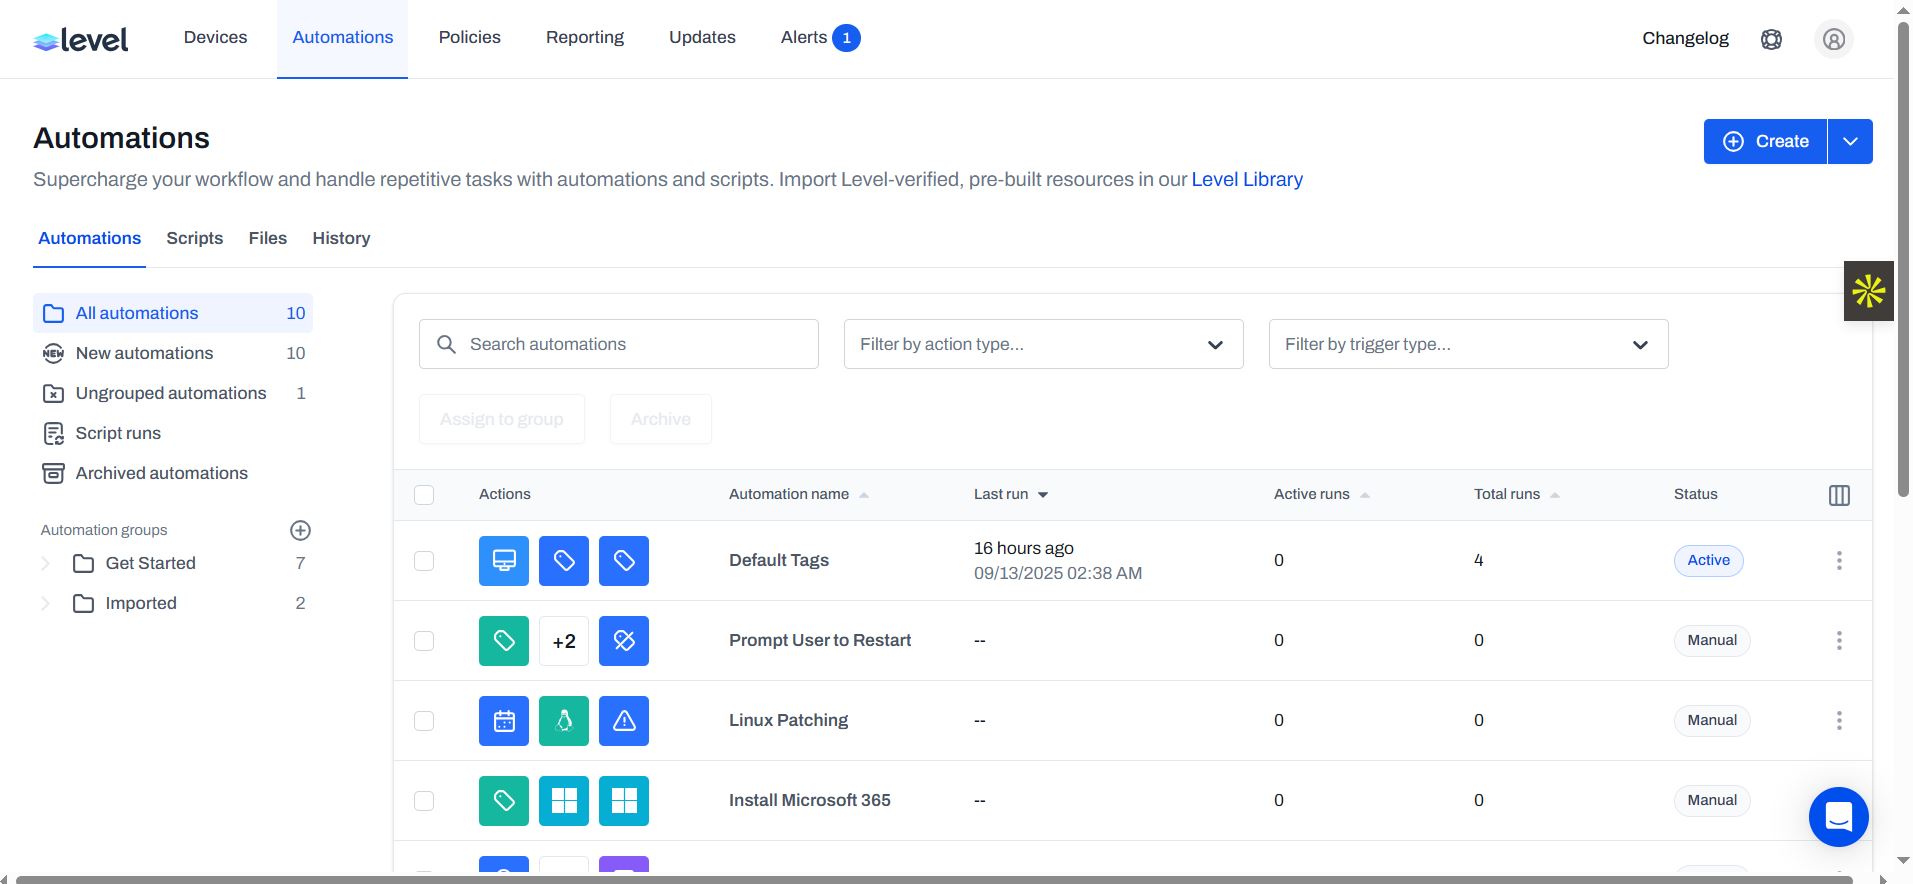 level
Devices
Automations
Policies
Reporting
Updates
Alerts 1
Changelog
Automations
Create
Supercharge your workflow and handle repetitive tasks with automations and scripts. Import Level-verified, pre-built resources in our Level Library
Automations
Scripts
Files
History
All automations 10
NEW New automations 10
Ungrouped automations 1
Script runs
Archived automations
Automation groups
Get Started 7
Imported 2
Search automations
Filter by action type...
Filter by trigger type...
Assign to group
Archive
Actions Automation name Last run Active runs Total runs Status
Default Tags 16 hours ago 0 4 Active
09/13/2025 02:38 AM
+2 Prompt User to Restart -- 0 0 Manual
Linux Patching -- 0 0 Manual
Install Microsoft 365 -- 0 0 Manual